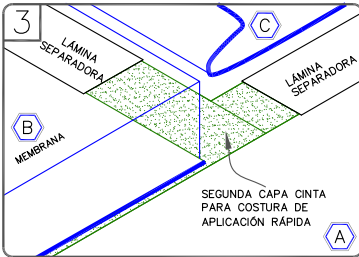 3
LÁMINA
SEPARADORA
C
LÁMINA
SEPARADORA
B
MEMBRANA
SEGUNDA CAPA CINTA
PARA COSTURA DE
APLICACIÓN RÁPIDA
A